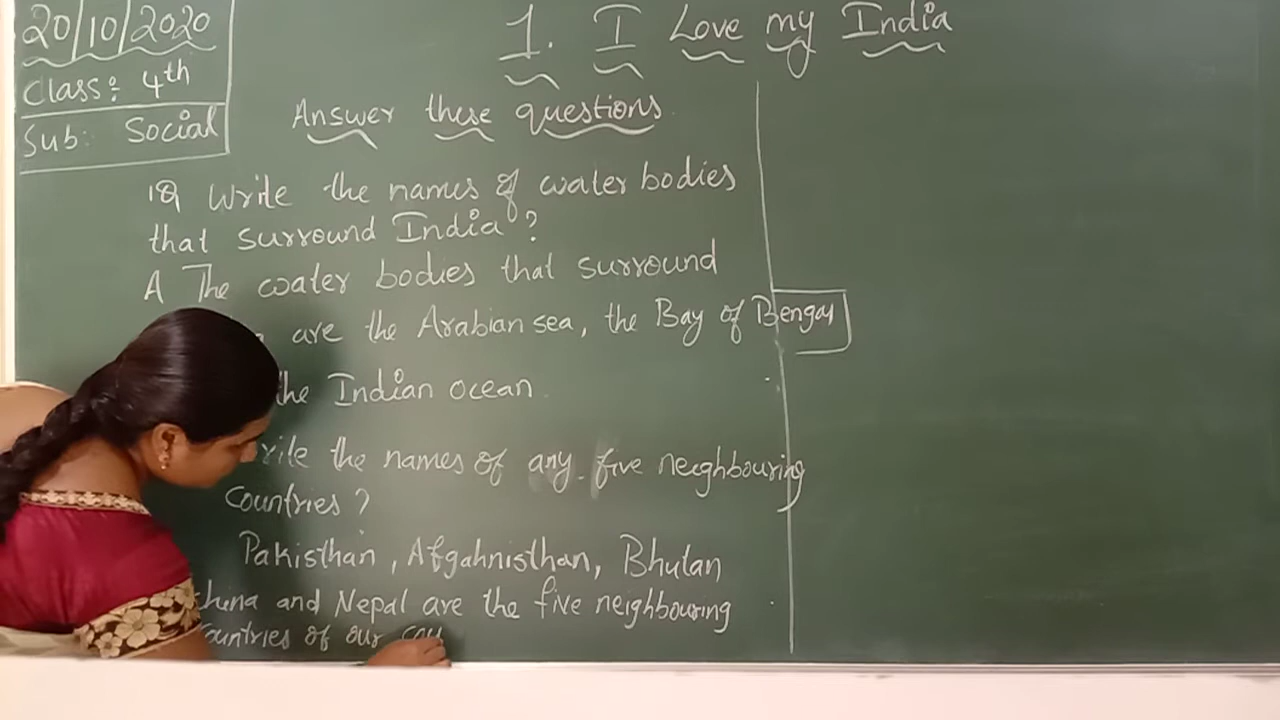 20/10/2020
Class: 4th
Sub: Social
1. I Love my India
Answer these questions
1Q Write the names of water bodies
that surround India?
A The water bodies that surround
are the Arabian sea, the Bay of Bengal
the Indian ocean.
the names of any five neighbouring
countries?
Pakisthan, Afgahnisthan, Bhutan
and Nepal are the five neighbouring
of our